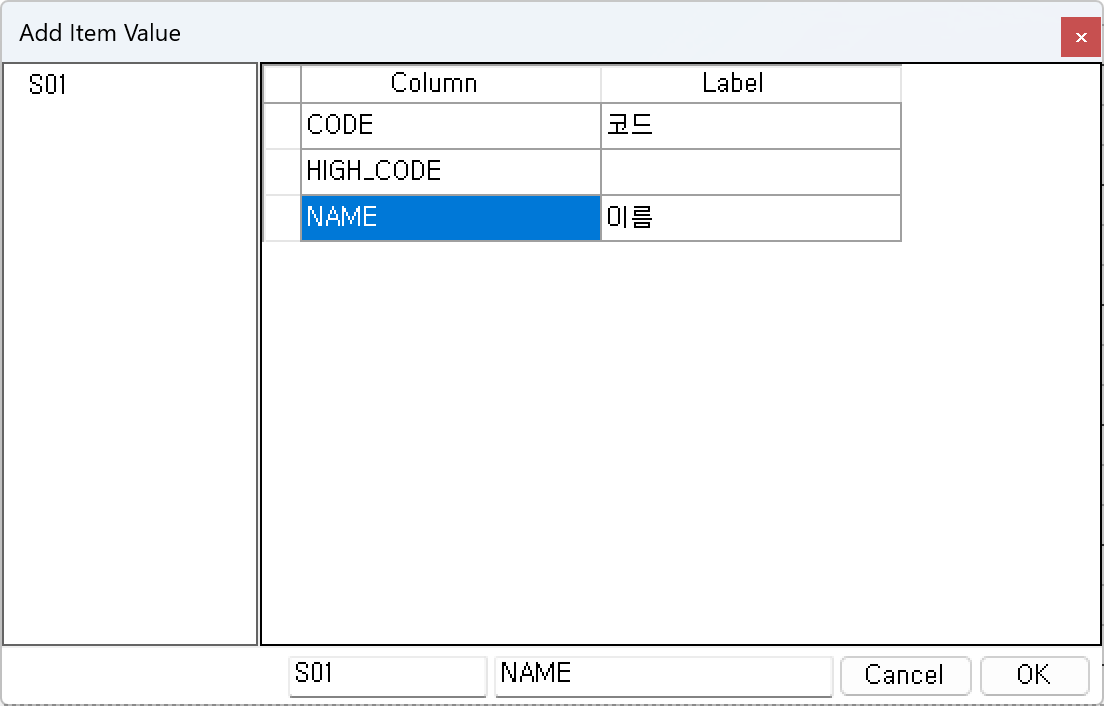 Add Item Value
×
S01
Column Label
CODE 코드
HIGH_CODE
NAME 이름
S01 NAME Cancel OK